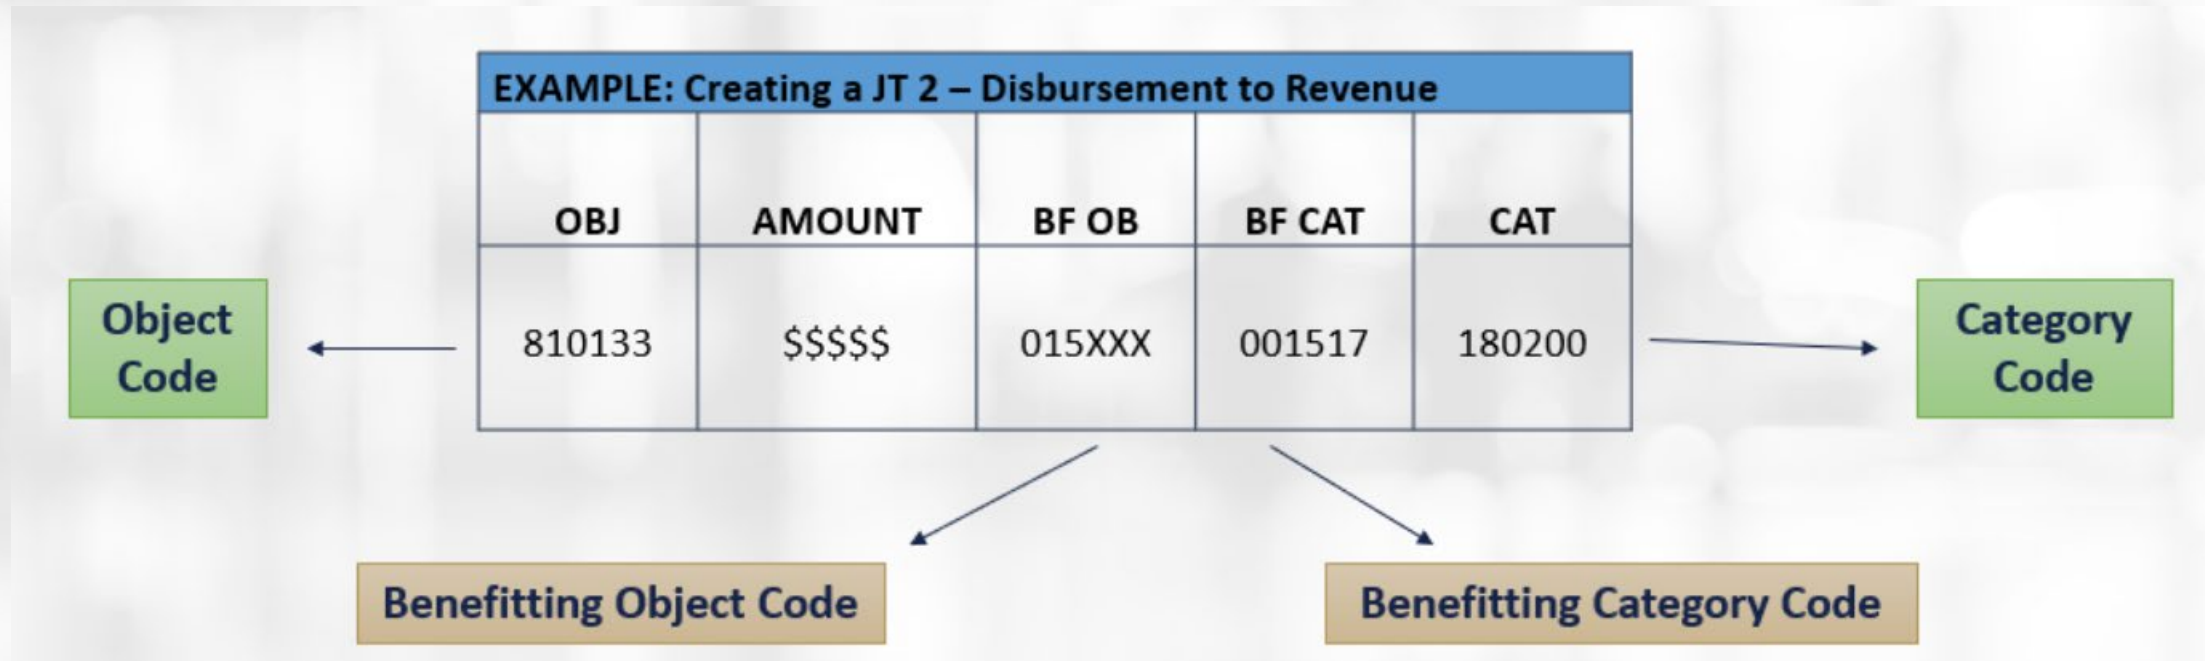 EXAMPLE: Creating a JT 2 – Disbursement to Revenue
OBJ AMOUNT BF OB BF CAT CAT
810133 $$$$$ 015XXX 001517 180200
Object
Code
Category
Code
Benefitting Object Code
Benefitting Category Code